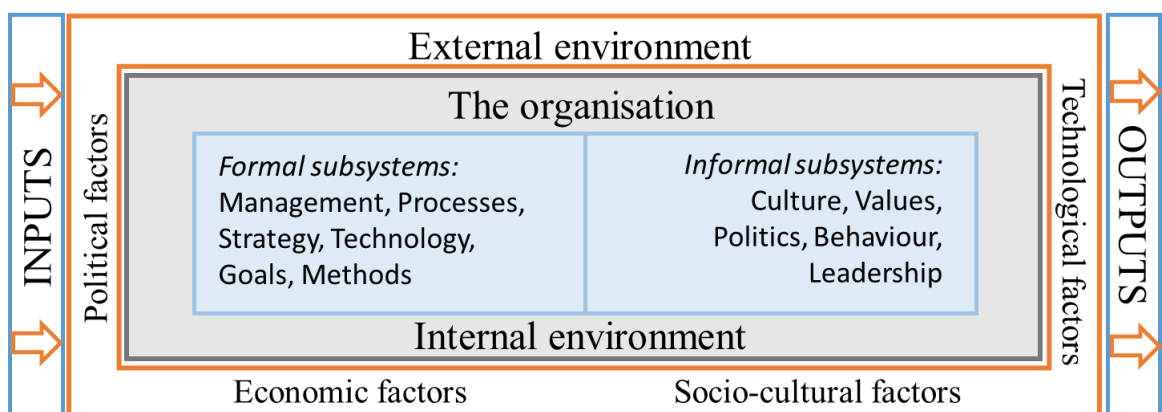 External environment
The organisation
INPUTS
Political factors
Formal subsystems:
Management, Processes,
Strategy, Technology,
Goals, Methods
Informal subsystems:
Culture, Values,
Politics, Behaviour,
Leadership
Technological factors
OUTPUTS
Internal environment
Economic factors
Socio-cultural factors